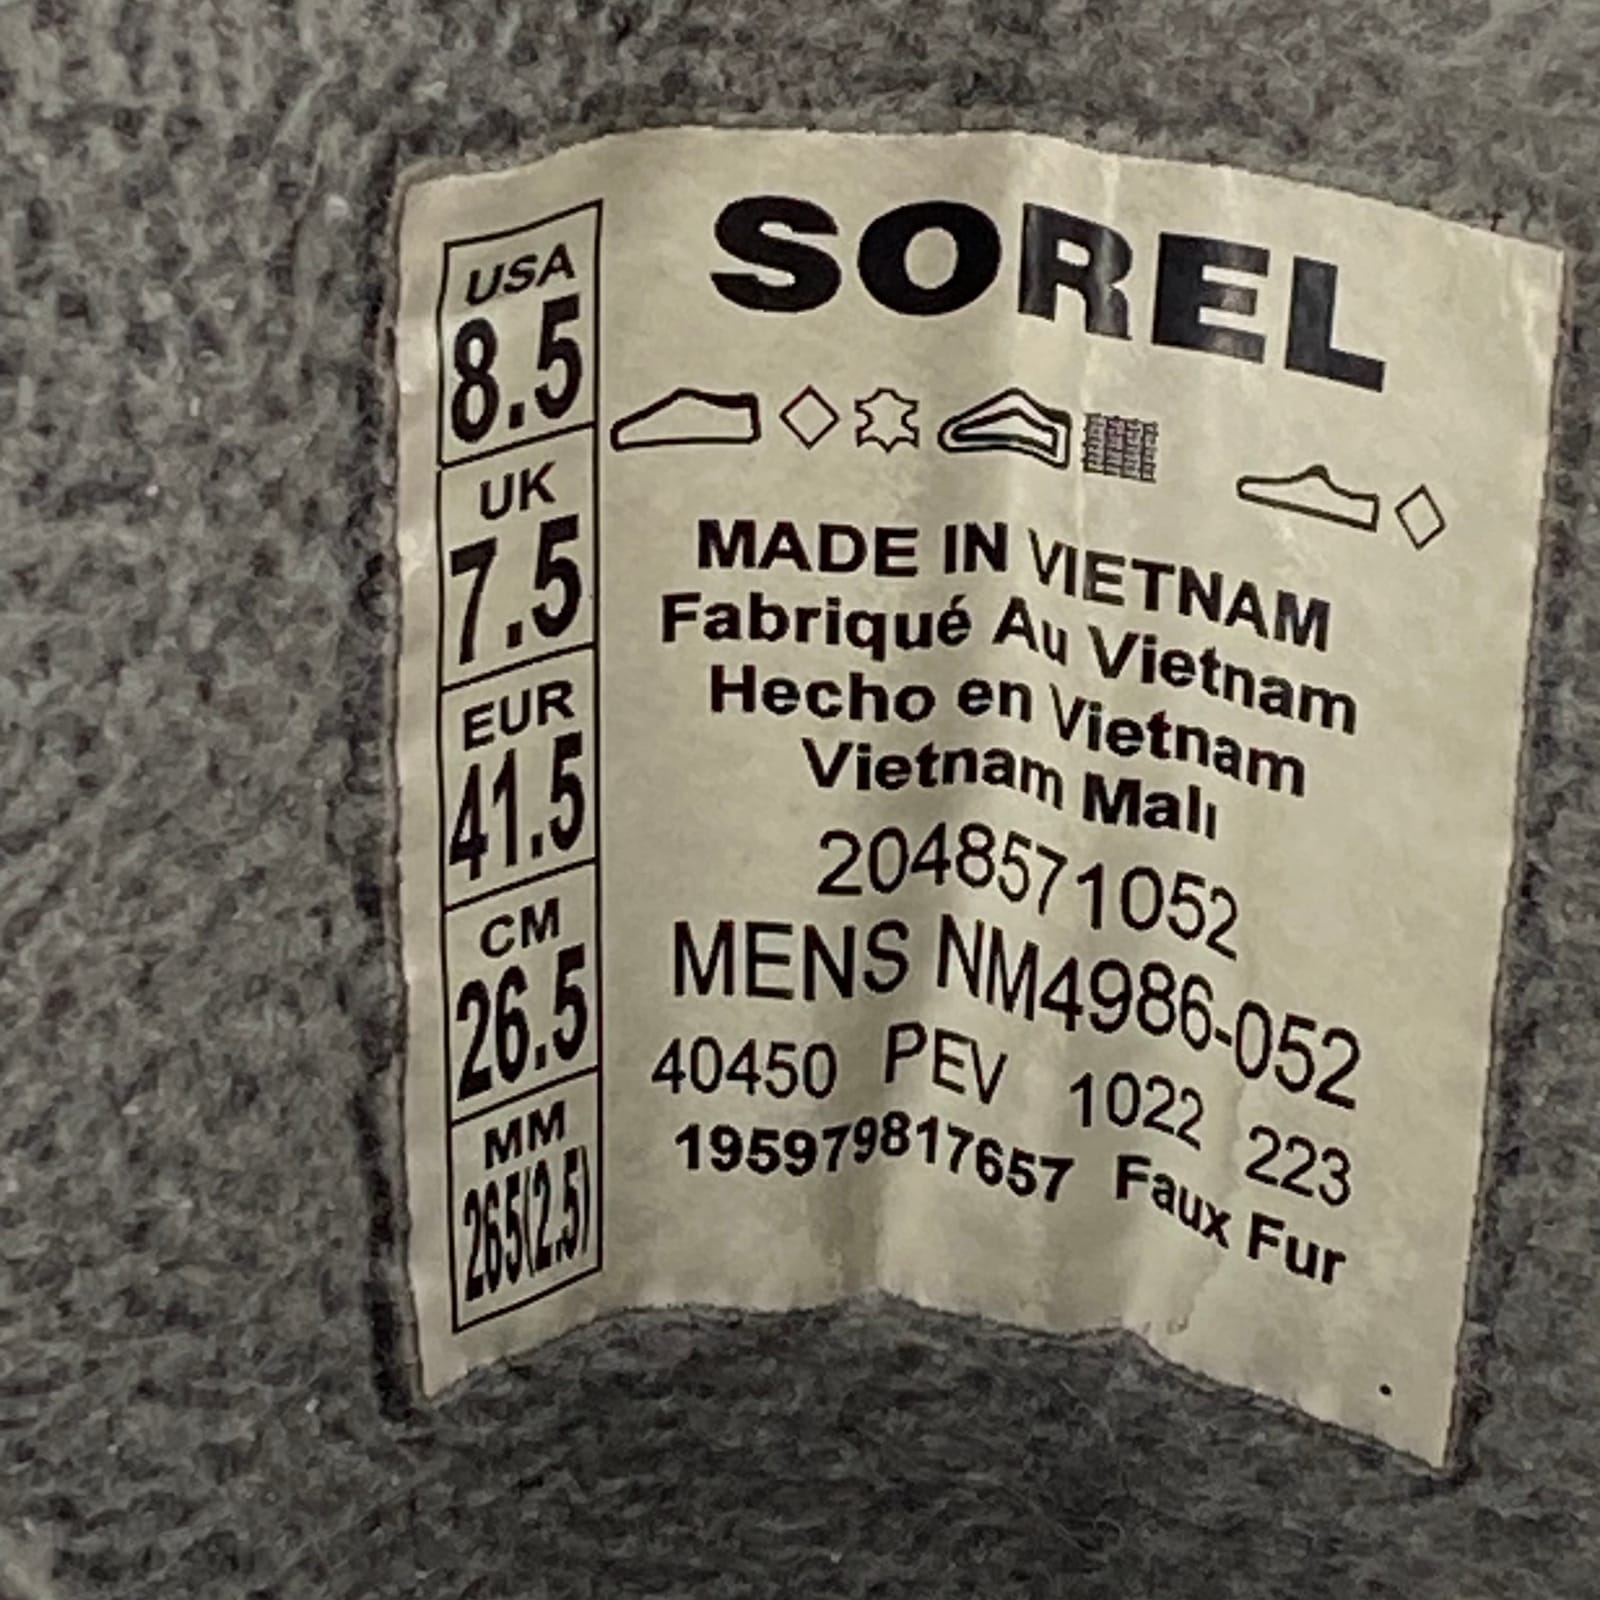 SOREL
USA
8.5
UK
7.5
EUR
41.5
CM
26.5
MM
265(2.5)
MADE IN VIETNAM
Fabriqué Au Vietnam
Hecho en Vietnam
Vietnam Malı
2048571052
MENS NM4986-052
40450 PEV 1022 223
195979817657 Faux Fur